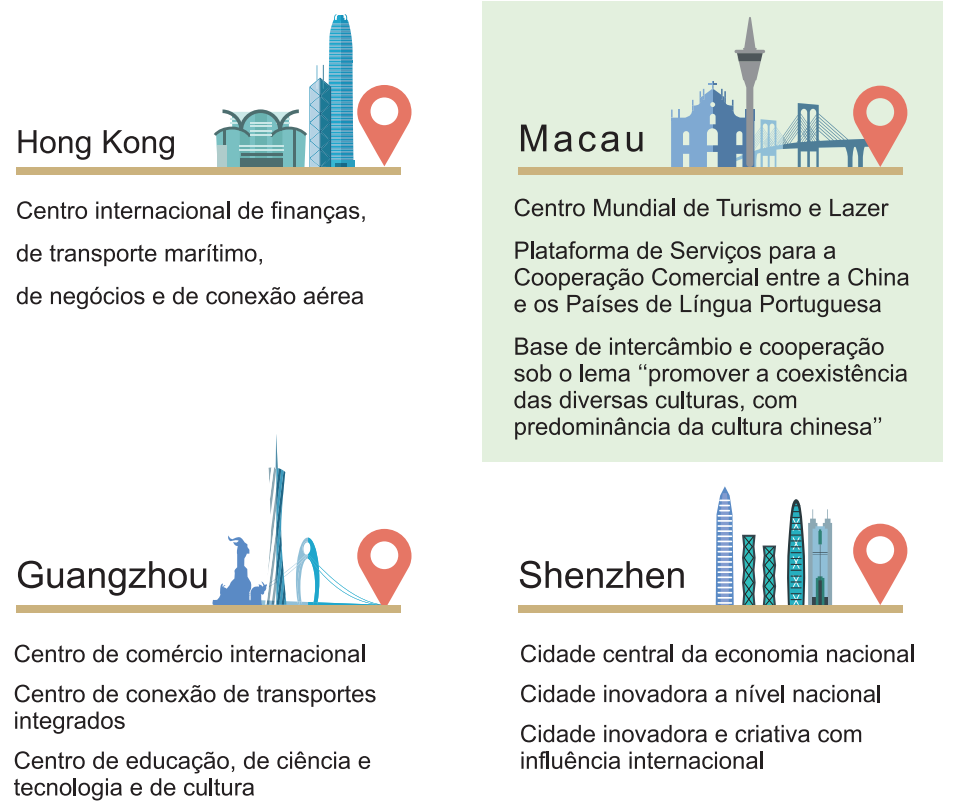 Hong Kong
Centro internacional de finanças,
de transporte marítimo,
de negócios e de conexão aérea
Macau
Centro Mundial de Turismo e Lazer
Plataforma de Serviços para a
Cooperação Comercial entre a China
e os Países de Língua Portuguesa
Base de intercâmbio e cooperação
sob o lema ‘‘promover a coexistência
das diversas culturas, com
predominância da cultura chinesa’’
Guangzhou
Centro de comércio internacional
Centro de conexão de transportes
integrados
Centro de educação, de ciência e
tecnologia e de cultura
Shenzhen
Cidade central da economia nacional
Cidade inovadora a nível nacional
Cidade inovadora e criativa com
influência internacional